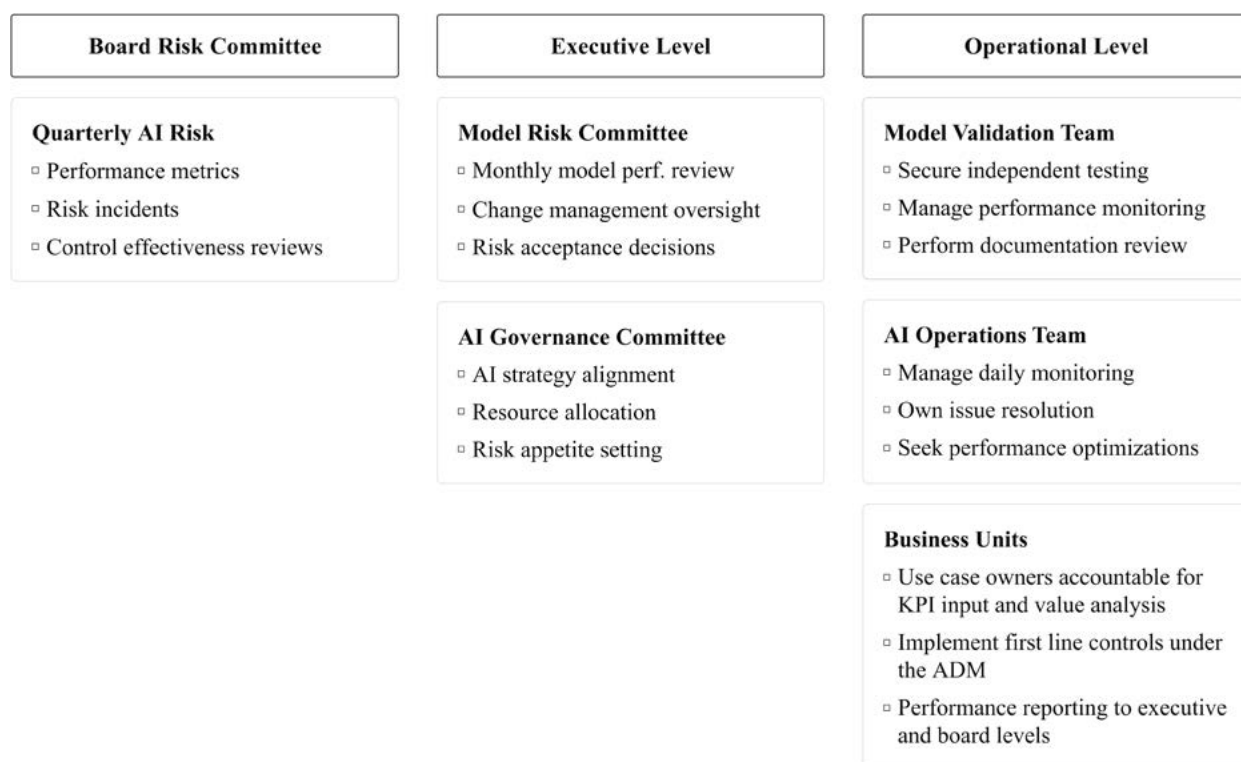 Board Risk Committee
Quarterly AI Risk
▫ Performance metrics
▫ Risk incidents
▫ Control effectiveness reviews
Executive Level
Model Risk Committee
▫ Monthly model perf. review
▫ Change management oversight
▫ Risk acceptance decisions
AI Governance Committee
▫ AI strategy alignment
▫ Resource allocation
▫ Risk appetite setting
Operational Level
Model Validation Team
▫ Secure independent testing
▫ Manage performance monitoring
▫ Perform documentation review
AI Operations Team
▫ Manage daily monitoring
▫ Own issue resolution
▫ Seek performance optimizations
Business Units
▫ Use case owners accountable for
KPI input and value analysis
▫ Implement first line controls under
the ADM
▫ Performance reporting to executive
and board levels